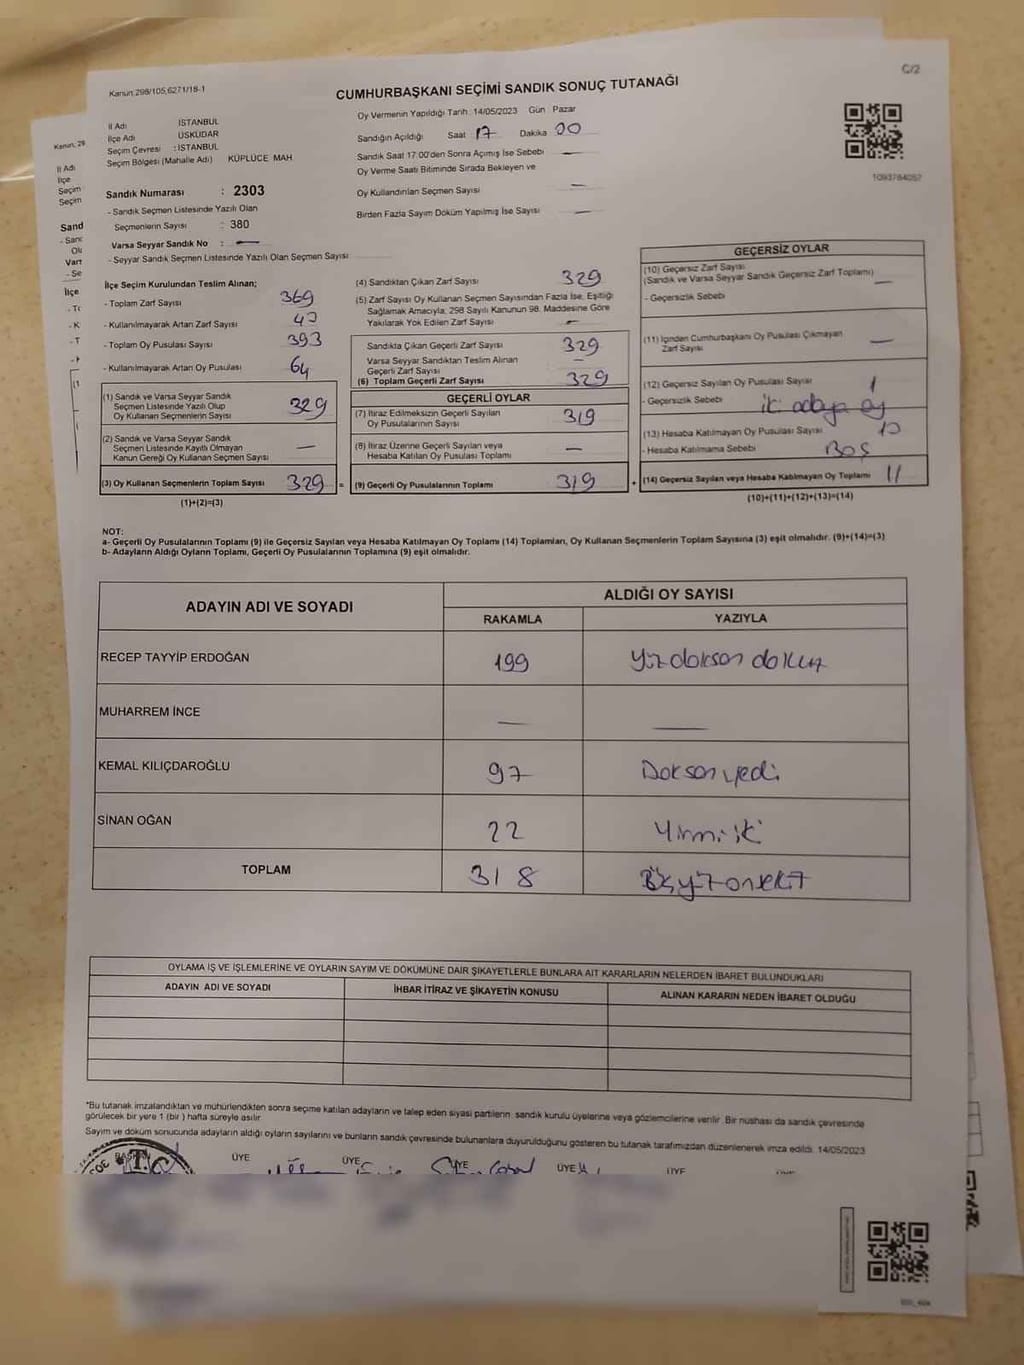 C/2
Kanun 298/105,6271/18-1
CUMHURBAŞKANI SEÇİMİ SANDIK SONUÇ TUTANAĞI
İl Adı İSTANBUL
İlçe Adı ÜSKÜDAR
Seçim Çevresi : İSTANBUL
Seçim Bölgesi (Mahalle Adı) KÜPLÜCE MAH.
Sandık Numarası : 2303
- Sandık Seçmen Listesinde Yazılı Olan
Seçmenlerin Sayısı : 380
Varsa Seyyar Sandık No : —
- Seyyar Sandık Seçmen Listesinde Yazılı Olan Seçmen Sayısı
Oy Vermenin Yapıldığı Tarih : 14/05/2023 Gün : Pazar
Sandığın Açıldığı Saat 17 Dakika 00
Sandık Saat 17:00'den Sonra Açımış İse Sebebi —
Oy Verme Saati Bitiminde Sırada Bekleyen ve
Oy Kullandırılan Seçmen Sayısı —
Birden Fazla Sayım Döküm Yapılmış İse Sayısı —
1093784057
İlçe Seçim Kurulundan Teslim Alınan;
- Toplam Zarf Sayısı 369
- Kullanılmayarak Artan Zarf Sayısı
- Toplam Oy Pusulası Sayısı 393
- Kullanılmayarak Artan Oy Pusulası 64
(1) Sandık ve Varsa Seyyar Sandık
Seçmen Listesinde Yazılı Olup
Oy Kullanan Seçmenlerin Sayısı 329
(2) Sandık ve Varsa Seyyar Sandık
Seçmen Listesinde Kayıtlı Olmayan
Kanun Gereği Oy Kullanan Seçmen Sayısı —
(3) Oy Kullanan Seçmenlerin Toplam Sayısı 329 =
(1)+(2)=(3)
(4) Sandıktan Çıkan Zarf Sayısı 329
(5) Zarf Sayısı Oy Kullanan Seçmen Sayısından Fazla İse, Eşitliği
Sağlamak Amacıyla, 298 Sayılı Kanunun 98. Maddesine Göre
Yakılarak Yok Edilen Zarf Sayısı —
Sandıkta Çıkan Geçerli Zarf Sayısı 329
Varsa Seyyar Sandıktan Teslim Alınan
Geçerli Zarf Sayısı —
(6) Toplam Geçerli Zarf Sayısı 329
GEÇERLİ OYLAR
(7) İtiraz Edilmeksizin Geçerli Sayılan
Oy Pusulalarının Sayısı 319
(8) İtiraz Üzerine Geçerli Sayılan veya
Hesaba Katılan Oy Pusulası Toplamı —
(9) Geçerli Oy Pusulalarının Toplamı 319 +
GEÇERSİZ OYLAR
(10) Geçersiz Zarf Sayısı
(Sandık ve Varsa Seyyar Sandık Geçersiz Zarf Toplamı) —
- Geçersizlik Sebebi
(11) İçinden Cumhurbaşkanı Oy Pusulası Çıkmayan
Zarf Sayısı —
(12) Geçersiz Sayılan Oy Pusulası Sayısı 1
- Geçersizlik Sebebi iki adaya oy
(13) Hesaba Katılmayan Oy Pusulası Sayısı 10
- Hesaba Katılmama Sebebi BOŞ
(14) Geçersiz Sayılan veya Hesaba Katılmayan Oy Toplamı 11
(10)+(11)+(12)+(13)=(14)
NOT:
a- Geçerli Oy Pusulalarının Toplamı (9) ile Geçersiz Sayılan veya Hesaba Katılmayan Oy Toplamı (14) Toplamları, Oy Kullanan Seçmenlerin Toplam Sayısına (3) eşit olmalıdır. (9)+(14)=(3)
b- Adayların Aldığı Oyların Toplamı, Geçerli Oy Pusulalarının Toplamına (9) eşit olmalıdır.
ADAYIN ADI VE SOYADI ALDIĞI OY SAYISI
RAKAMLA YAZIYLA
RECEP TAYYİP ERDOĞAN 199 Yüzdoksan dokuz
MUHARREM İNCE — —
KEMAL KILIÇDAROĞLU 97 Doksanyedi
SİNAN OĞAN 22 Yirmiiki
TOPLAM 318 Üçyüzonsekiz
OYLAMA İŞ VE İŞLEMLERİNE VE OYLARIN SAYIM VE DÖKÜMÜNE DAİR ŞİKAYETLERLE BUNLARA AİT KARARLARIN NELERDEN İBARET BULUNDUKLARI
ADAYIN ADI VE SOYADI İHBAR İTİRAZ VE ŞİKAYETİN KONUSU ALINAN KARARIN NEDEN İBARET OLDUĞU
*Bu tutanak imzalandıktan ve mühürlendikten sonra seçime katılan adayların ve talep eden siyasi partilerin sandık kurulu üyelerine veya gözlemcilerine verilir. Bir nüshası da sandık çevresinde
görülecek bir yere 1 (bir) hafta süreyle asılır.
Sayım ve döküm sonucunda adayların aldığı oyların sayılarını ve bunların sandık çevresinde bulunanlara duyurulduğunu gösteren bu tutanak tarafımızdan düzenlenerek imza edildi. 14/05/2023
BAŞKAN ÜYE ÜYE ÜYE ÜYE ÜYE
T.C.